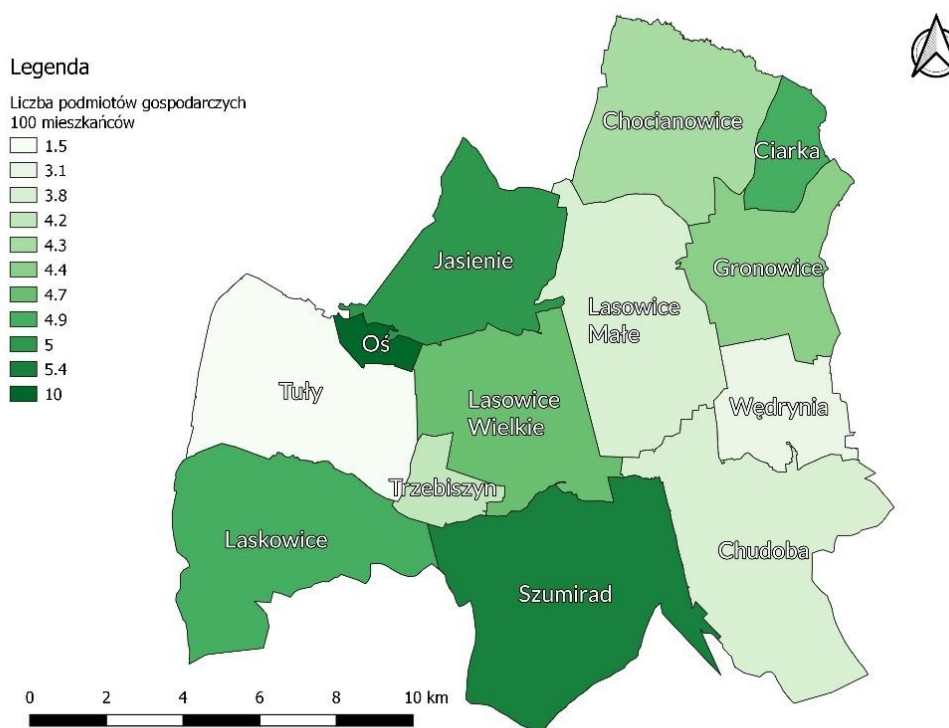 Legenda
Liczba podmiotów gospodarczych
100 mieszkańców
1.5
3.1
3.8
4.2
4.3
4.4
4.7
4.9
5
5.4
10
Chocianowice
Ciarka
Jasienie
Gronowice
Lasowice
Małe
Oś
Tuły
Lasowice
Wielkie
Wędrynia
Trzebiszyn
Laskowice
Chudoba
Szumirad
0 2 4 6 8 10 km